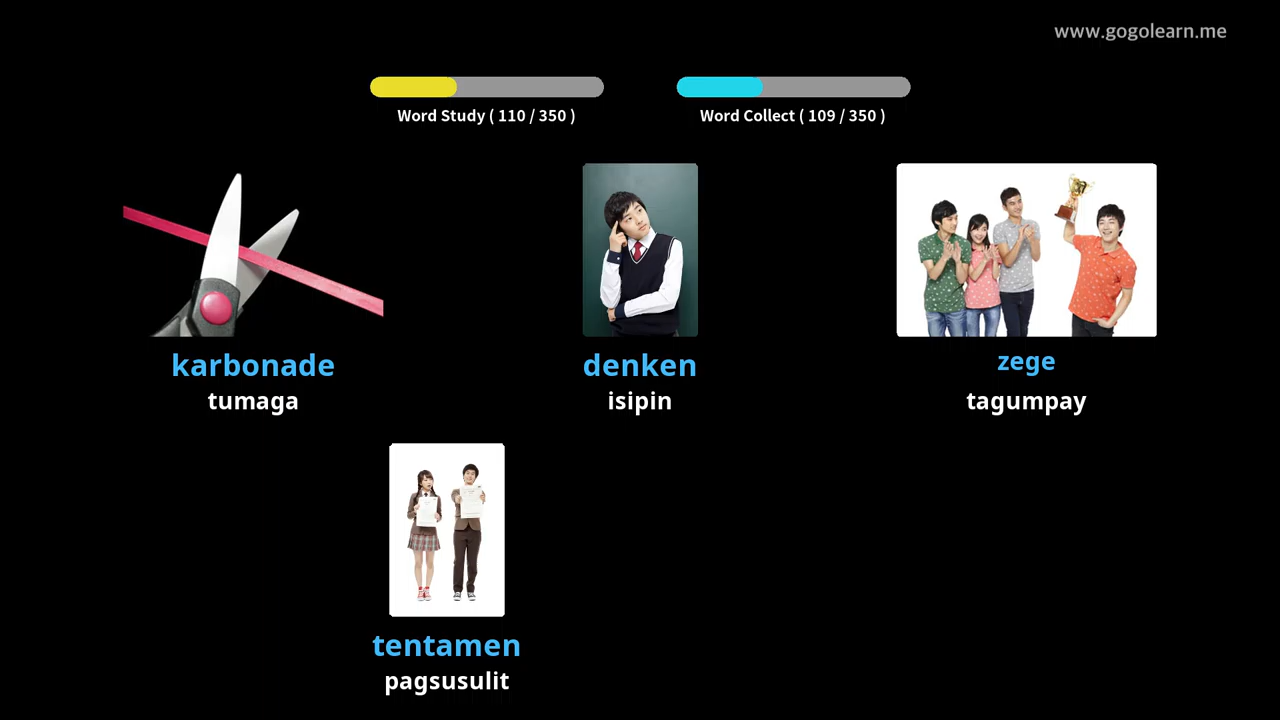 www.gogolearn.me
Word Study ( 110 / 350 )
Word Collect ( 109 / 350 )
karbonade
tumaga
denken
isipin
zege
tagumpay
tentamen
pagsusulit